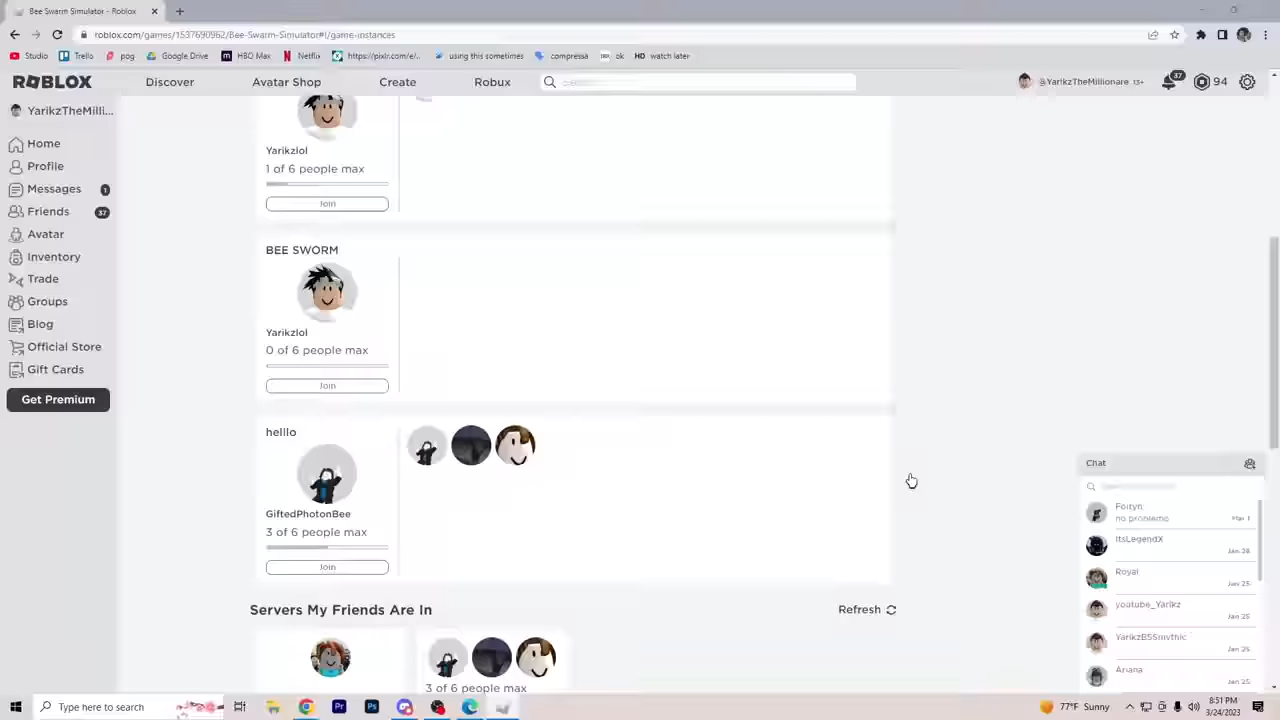 Bee Swarm Simulator - Roblox
roblox.com/games/1537690962/Bee-Swarm-Simulator#!/game-instances
Studio
Trello
pog
Google Drive
HBO Max
Netflix
https://pixlr.com/e...
using this sometimes
compressa
ok
HD
watch later
ROBLOX
Discover
Avatar Shop
Create
Robux
@YarikzTheMillionare 13+
37
94
YarikzTheMilli...
Home
Profile
Messages
1
Friends
37
Avatar
Inventory
Trade
Groups
Blog
Official Store
Gift Cards
Get Premium
Yarikzlol
1 of 6 people max
Join
BEE SWORM
Yarikzlol
0 of 6 people max
Join
helllo
GiftedPhotonBee
3 of 6 people max
Join
Servers My Friends Are In
Refresh
3 of 6 people max
Chat
no problemo
ItsLegendX
Jan 28
Royal
Jan 25
youtube_Yarikz
Jan 25
YarikzBSSmythic
Jan 25
Ariana
Jan 25
Type here to search
77°F Sunny
8:51 PM
3/24/2023